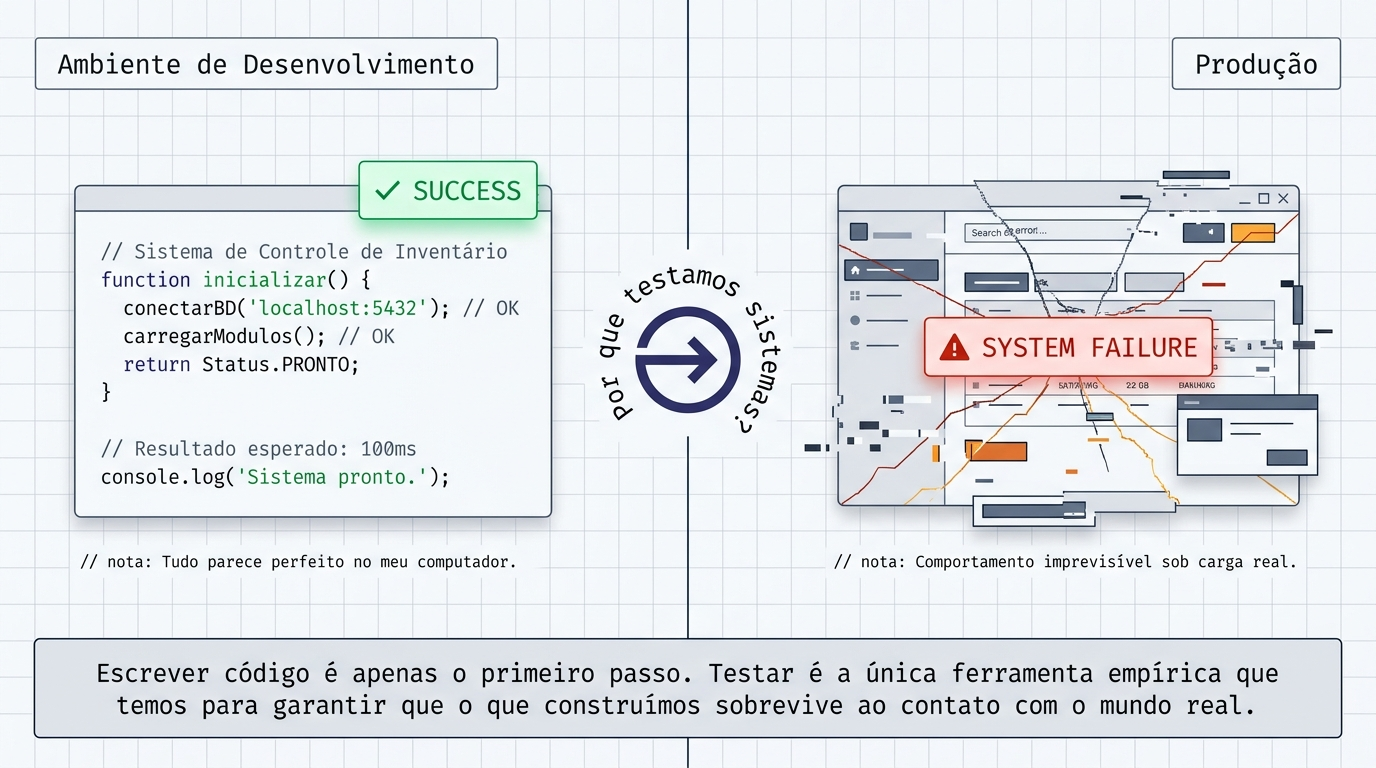 Ambiente de Desenvolvimento
Produção
✓ SUCCESS
// Sistema de Controle de Inventário
function inicializar() {
conectarBD('localhost:5432'); // OK
carregarModulos(); // OK
return Status.PRONTO;
}
// Resultado esperado: 100ms
console.log('Sistema pronto.');
// nota: Tudo parece perfeito no meu computador.
Por que testamos sistemas?
Search
SYSTEM FAILURE
22 GB
// nota: Comportamento imprevisível sob carga real.
Escrever código é apenas o primeiro passo. Testar é a única ferramenta empírica que
temos para garantir que o que construímos sobrevive ao contato com o mundo real.